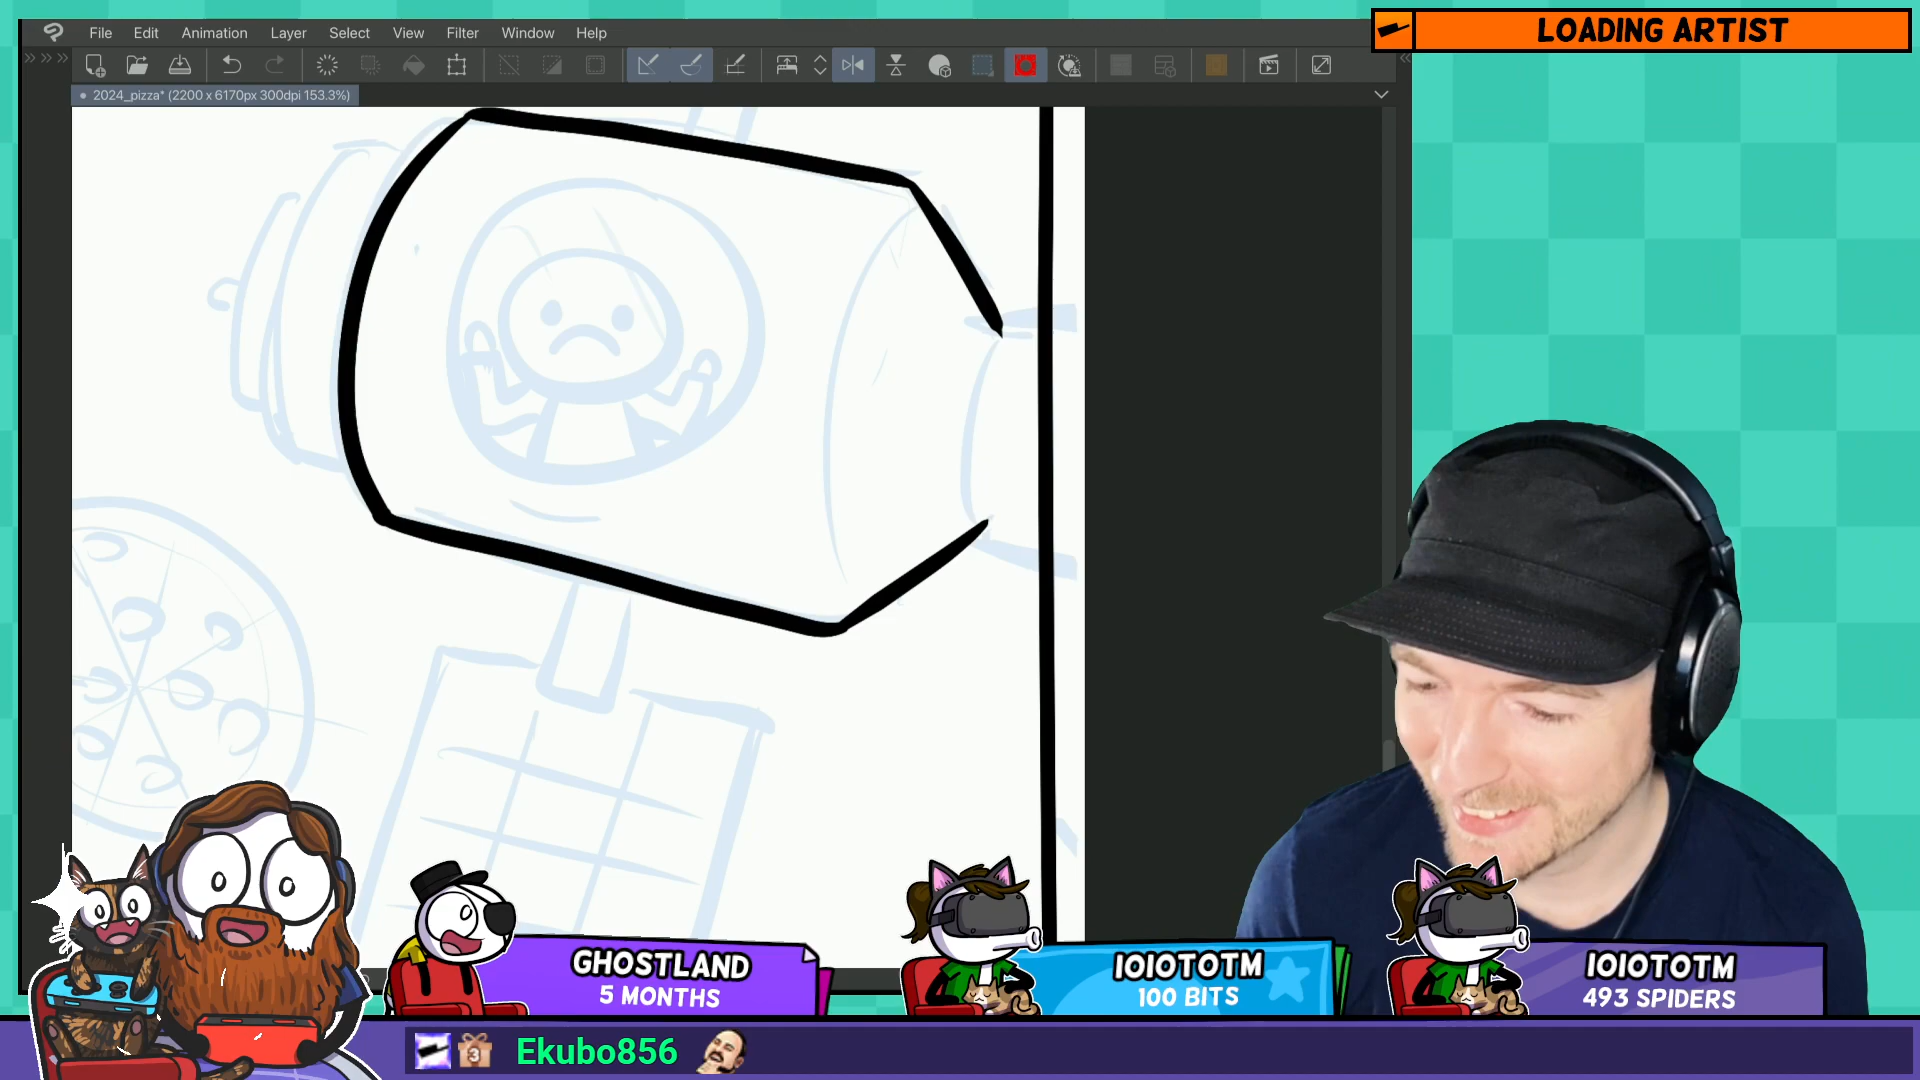 LOADING ARTIST
File Edit Animation Layer Select View Filter Window Help
2024_pizza* (2200 x 6170px 300dpi 153.3%)
GHOSTLAND
5 MONTHS
IOIOTOTM
100 BITS
IOIOTOTM
493 SPIDERS
3
Ekubo856